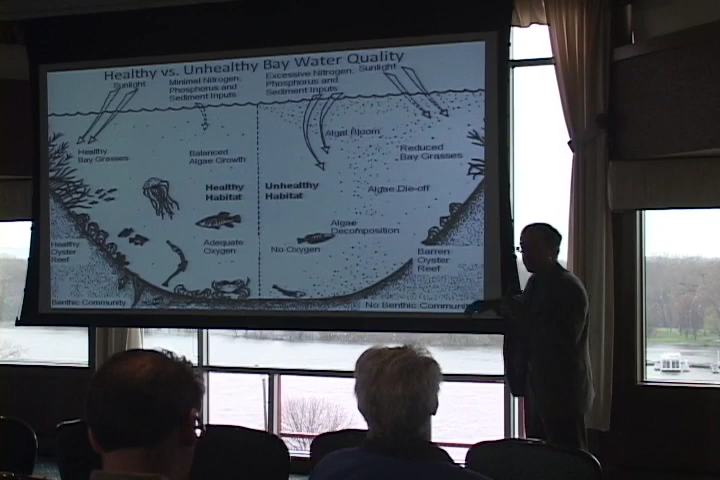 Healthy vs. Unhealthy Bay Water Quality
Sunlight
Minimal Nitrogen,
Phosphorus and
Sediment Inputs
Excessive Nitrogen,
Phosphorus and
Sediment Inputs
Sunlight
Algal Bloom
Healthy
Bay Grasses
Balanced
Algae Growth
Reduced
Bay Grasses
Healthy
Habitat
Unhealthy
Habitat
Algae Die-off
Algae
Decomposition
Healthy
Oyster
Reef
Adequate
Oxygen
No Oxygen
Barren
Oyster
Reef
Benthic Community
No Benthic Community